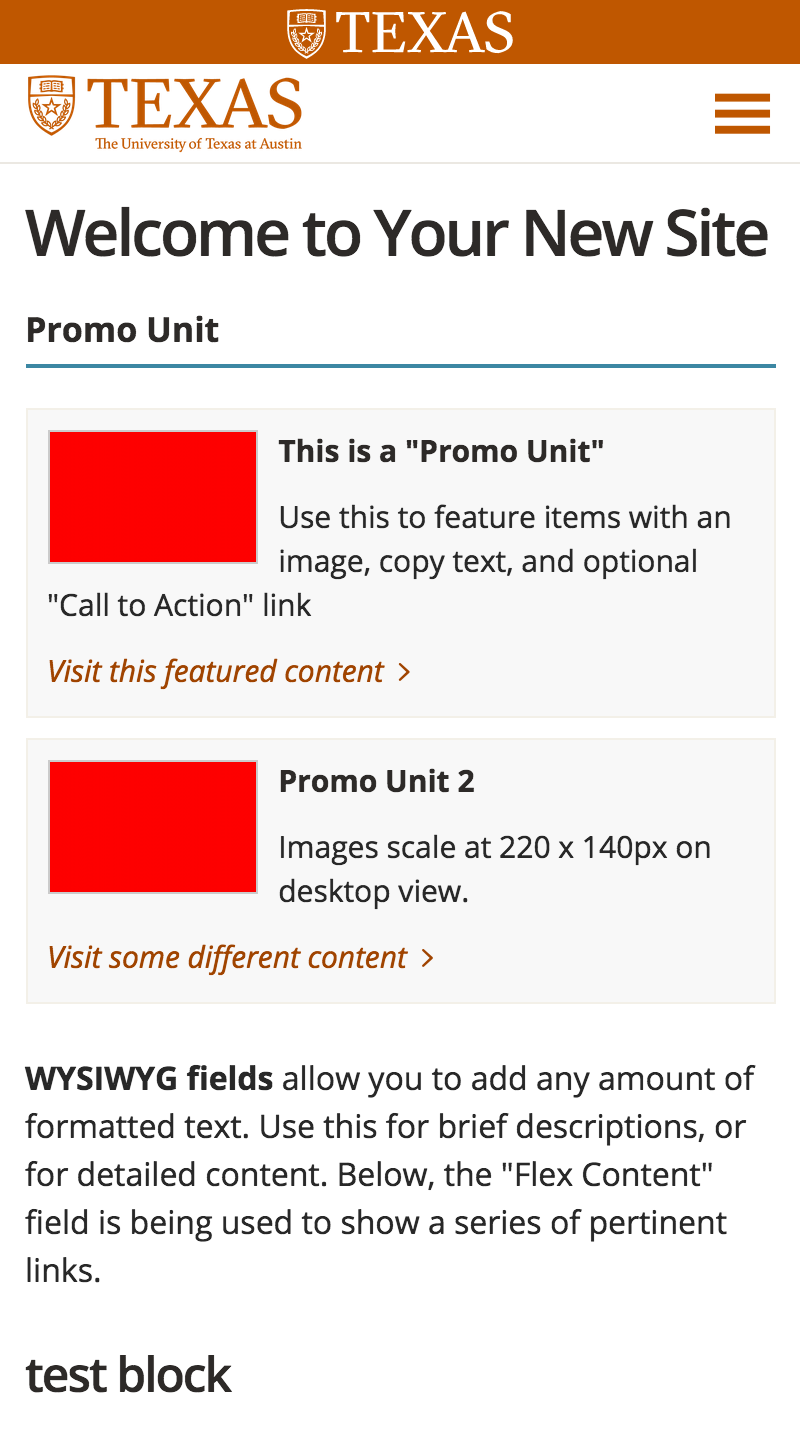 TEXAS
TEXAS
The University of Texas at Austin
Welcome to Your New Site
Promo Unit
This is a "Promo Unit"
Use this to feature items with an
image, copy text, and optional
"Call to Action" link
Visit this featured content
Promo Unit 2
Images scale at 220 x 140px on
desktop view.
Visit some different content
WYSIWYG fields allow you to add any amount of
formatted text. Use this for brief descriptions, or
for detailed content. Below, the "Flex Content"
field is being used to show a series of pertinent
links.
test block